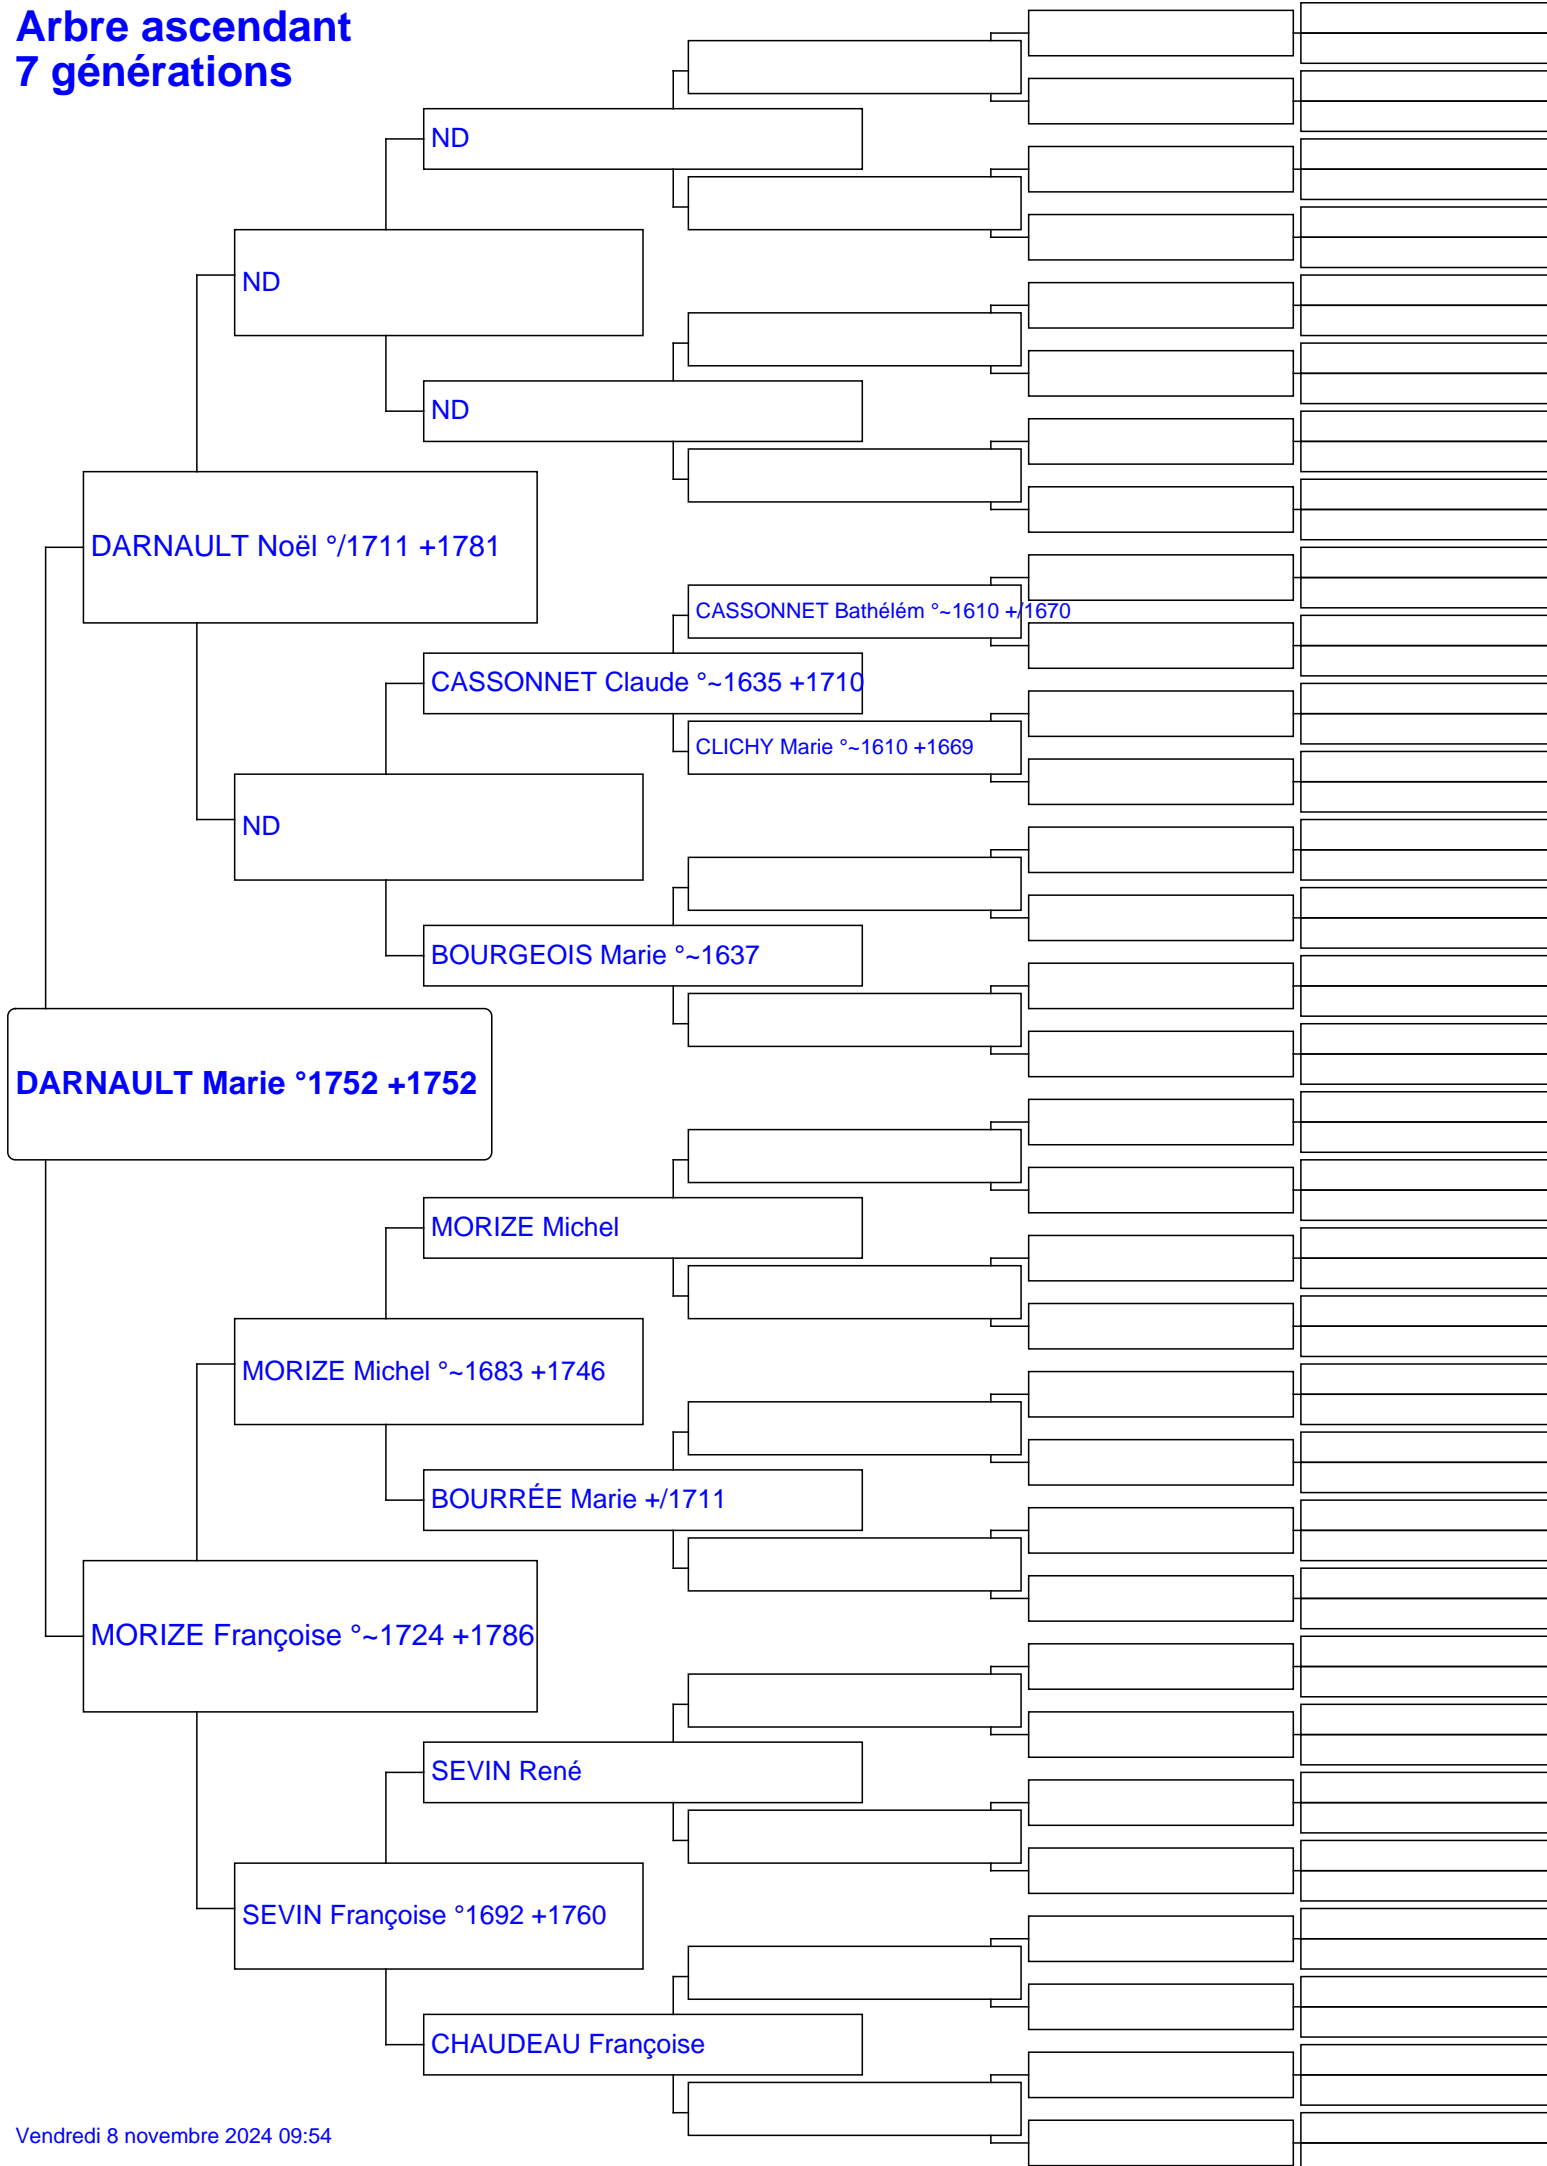 Arbre ascendant
7 générations
ND
ND
ND
DARNAULT Noël °/1711 +1781
CASSONNET Bathélém °~1610 +/1670
CASSONNET Claude °~1635 +1710
CLICHY Marie °~1610 +1669
ND
BOURGEOIS Marie °~1637
DARNAULT Marie °1752 +1752
MORIZE Michel
MORIZE Michel °~1683 +1746
BOURRÉE Marie +/1711
MORIZE Françoise °~1724 +1786
SEVIN René
SEVIN Françoise °1692 +1760
CHAUDEAU Françoise
Vendredi 8 novembre 2024 09:54